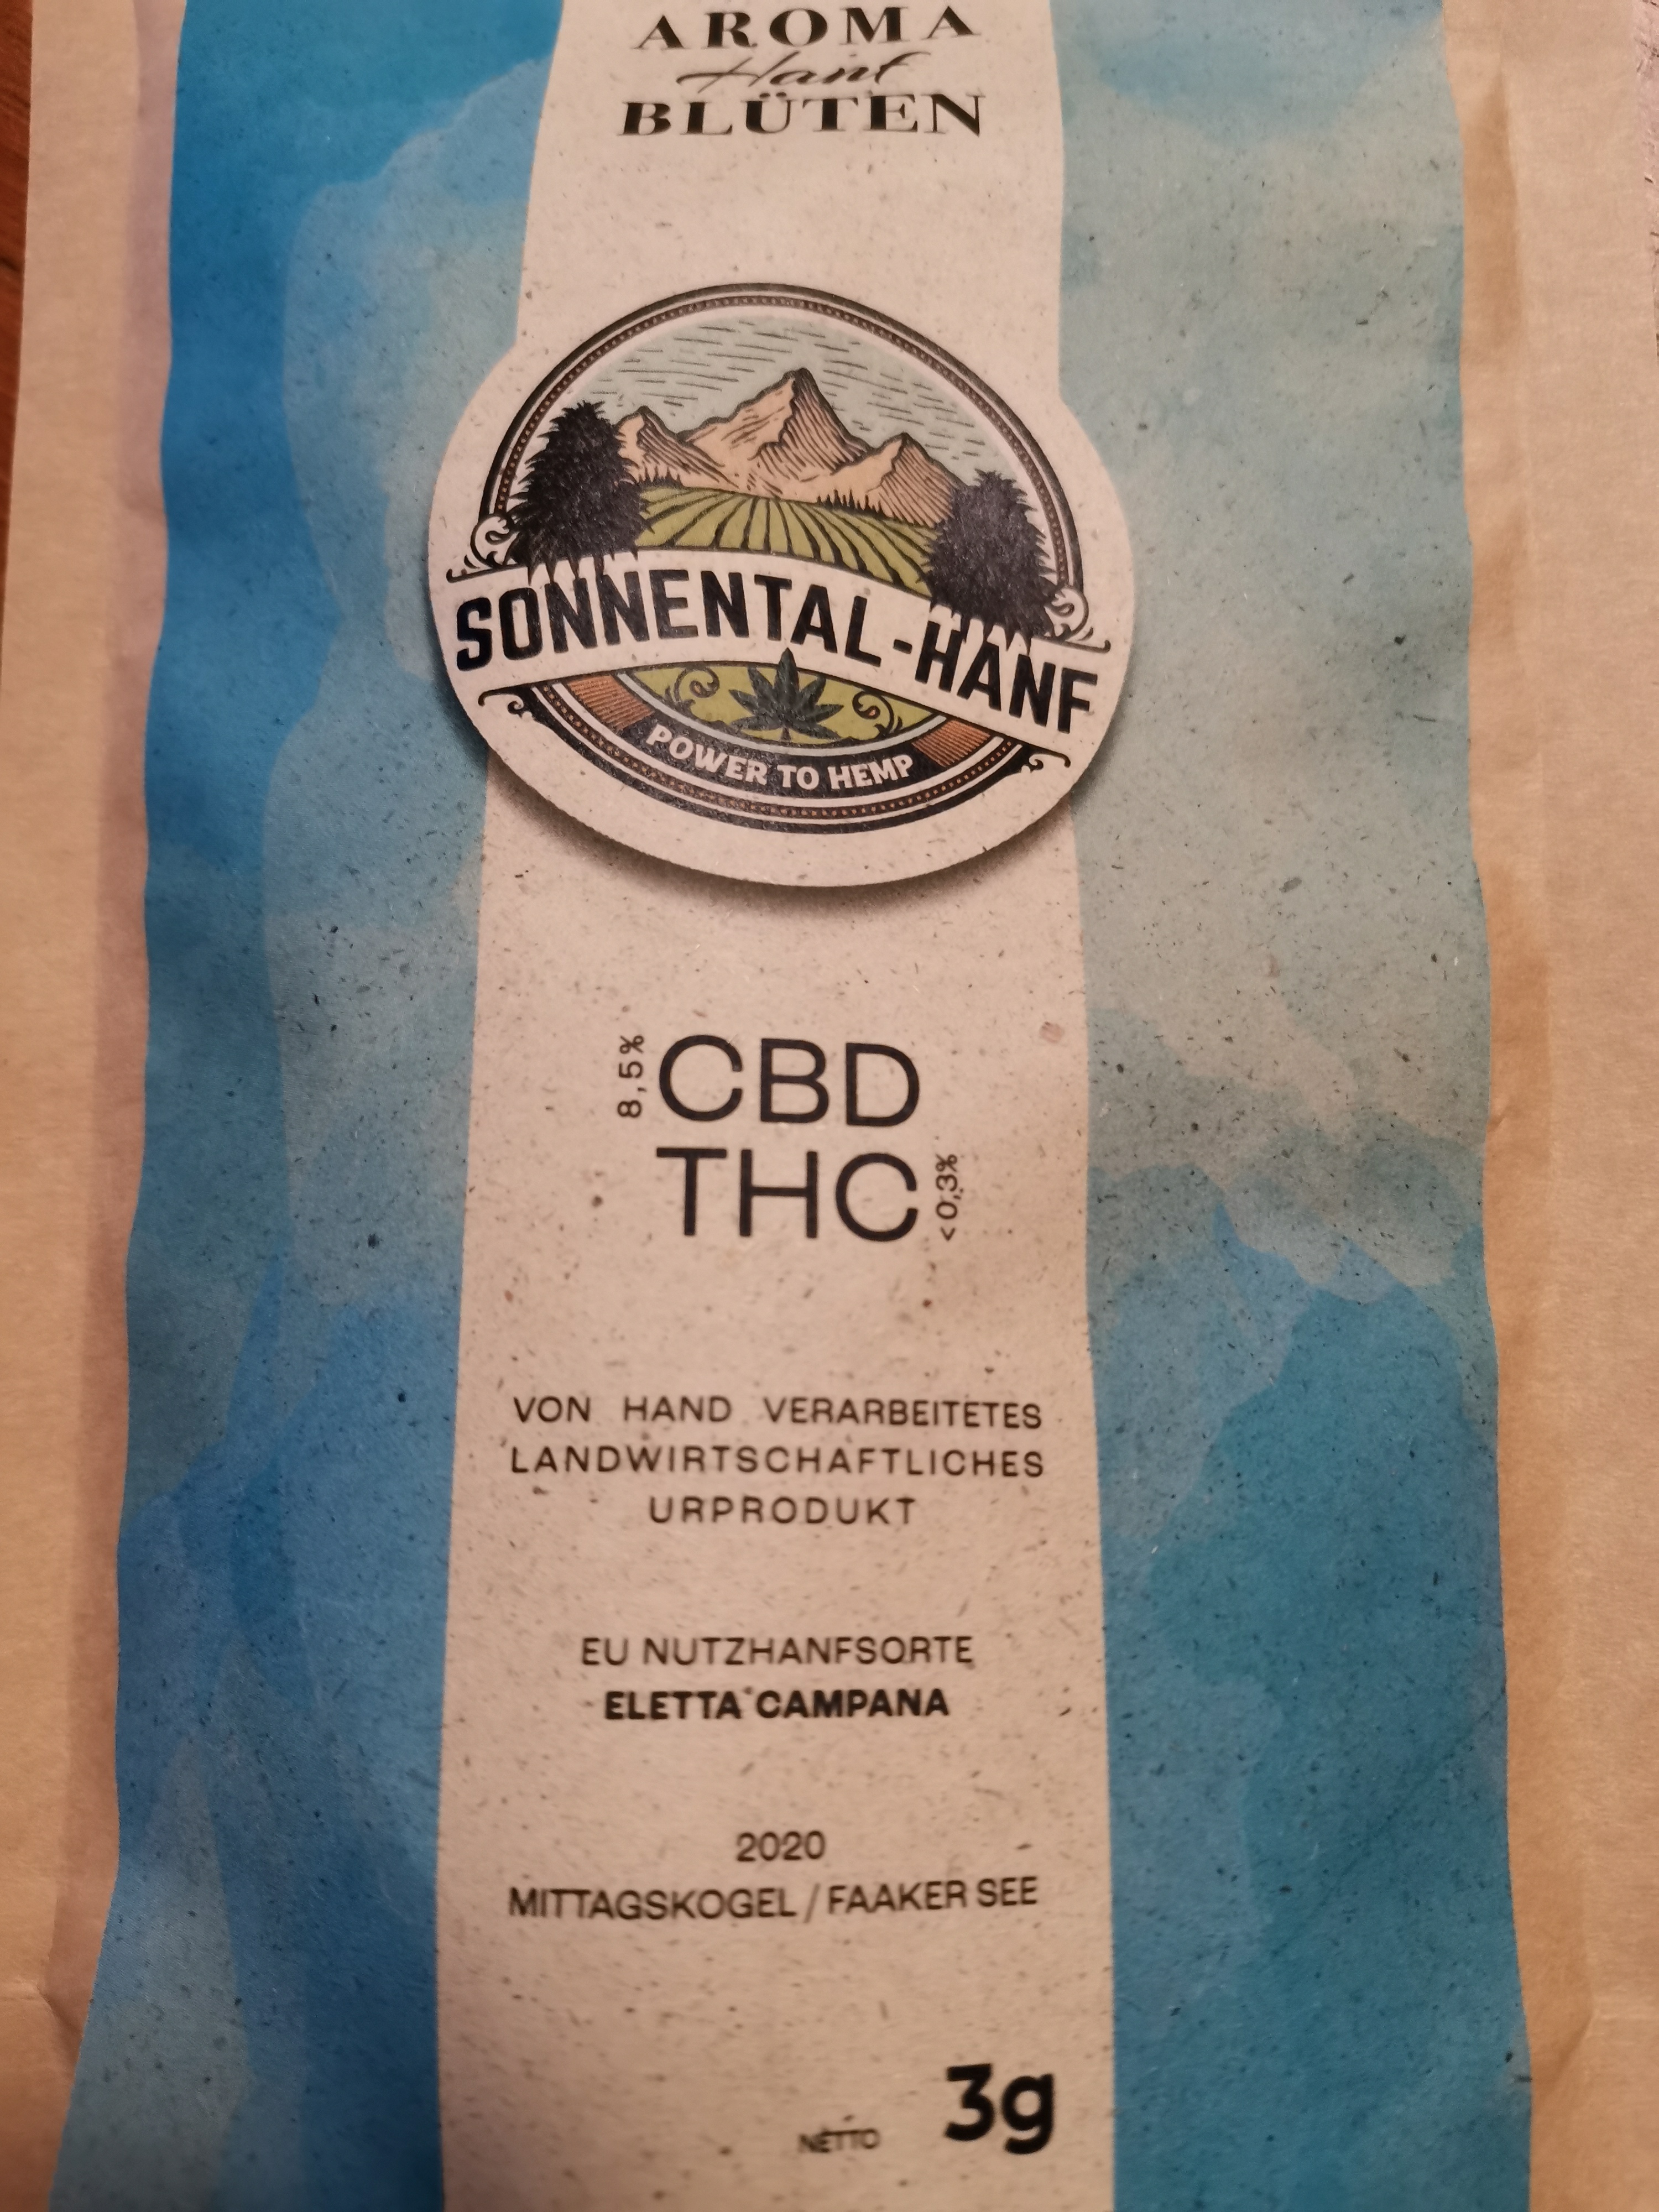 AROMA
Hanf
BLÜTEN
SONNENTAL-HANF
POWER TO HEMP
8,5% CBD
THC <0,3%
VON HAND VERARBEITETES
LANDWIRTSCHAFTLICHES
URPRODUKT
EU NUTZHANFSORTE
ELETTA CAMPANA
2020
MITTAGSKOGEL / FAAKER SEE
NETTO 3g